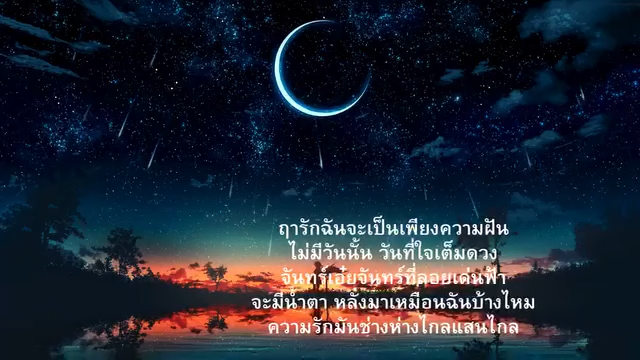 ฤารักฉันจะเป็นเพียงความฝัน
ไม่มีวันนั้น วันที่ใจเต็มดวง
จันทร์เอ๋ยจันทร์ที่ลอยเด่นฟ้า
จะมีน้ำตา หลั่งมาเหมือนฉันบ้างไหม
ความรักมันช่างห่างไกลแสนไกล